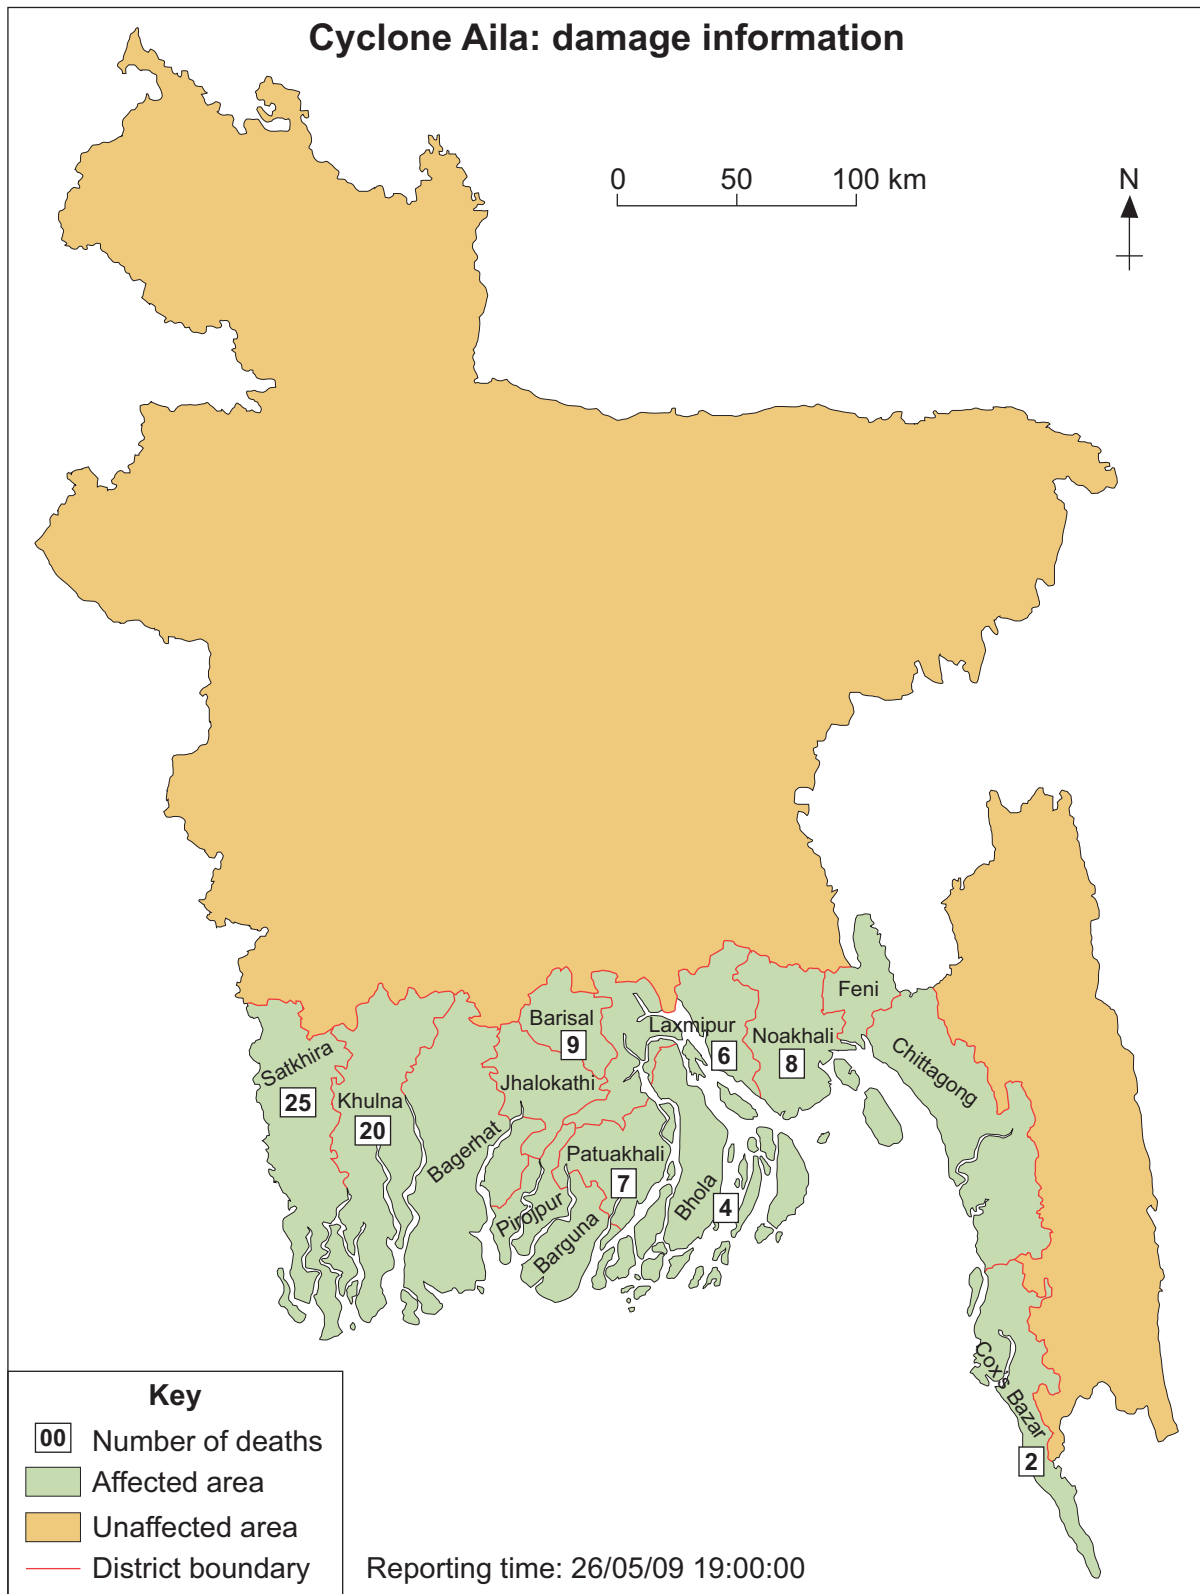 Cyclone Aila: damage information
0 50 100 km
N
Feni
Barisal
9
Laxmipur
6
Noakhali
8
Chittagong
Satkhira
25
Khulna
20
Jhalokathi
Bagerhat
Patuakhali
7
Bhola
4
Pirojpur
Barguna
Cox's Bazar
2
Key
00 Number of deaths
Affected area
Unaffected area
District boundary
Reporting time: 26/05/09 19:00:00